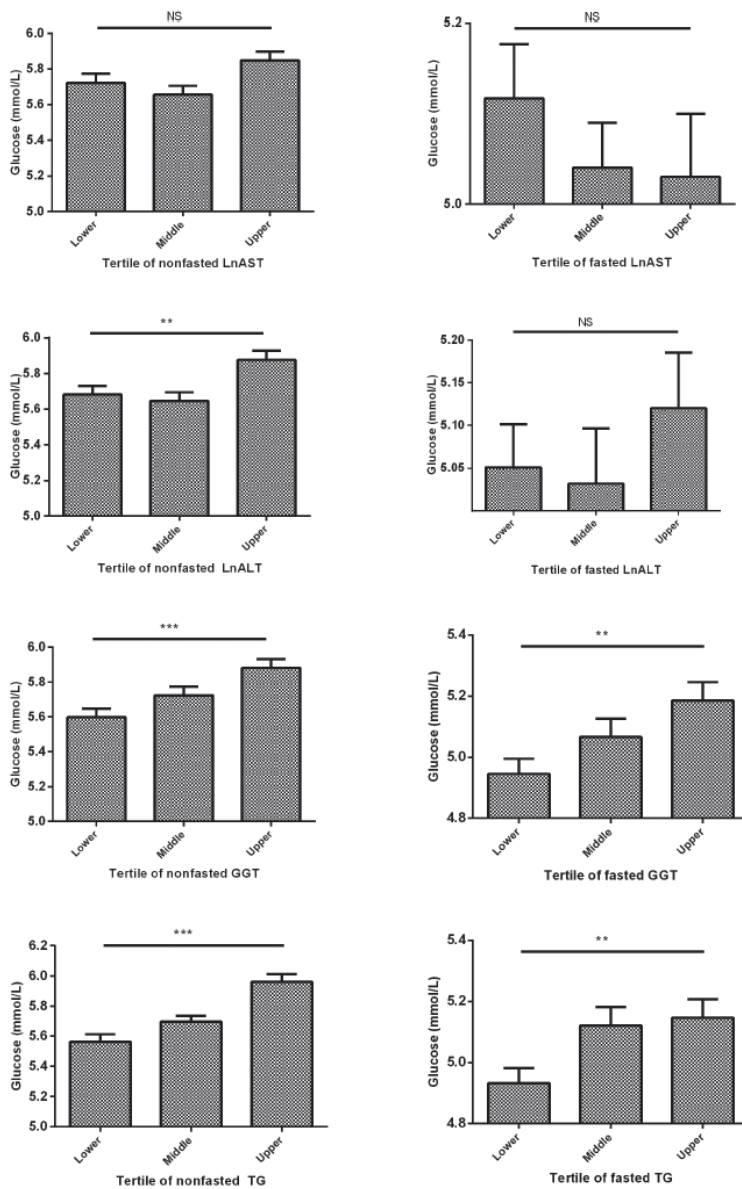 NS
6.0
5.8
5.6
5.4
5.2
5.0
Glucose (mmol/L)
Lower
Middle
Upper
Tertile of nonfasted LnAST
NS
5.2
5.0
Glucose (mmol/L)
Lower
Middle
Upper
Tertile of fasted LnAST
**
6.0
5.8
5.6
5.4
5.2
5.0
Glucose (mmol/L)
Lower
Middle
Upper
Tertile of nonfasted LnALT
NS
5.20
5.15
5.10
5.05
Glucose (mmol/L)
Lower
Middle
Upper
Tertile of fasted LnALT
***
6.0
5.8
5.6
5.4
5.2
5.0
Glucose (mmol/L)
Lower
Middle
Upper
Tertile of nonfasted GGT
**
5.4
5.2
5.0
4.8
Glucose (mmol/L)
Lower
Middle
Upper
Tertile of fasted GGT
***
6.2
6.0
5.8
5.6
5.4
5.2
5.0
Glucose (mmol/L)
Lower
Middle
Upper
Tertile of nonfasted TG
**
5.4
5.2
5.0
4.8
Glucose (mmol/L)
Lower
Middle
Upper
Tertile of fasted TG